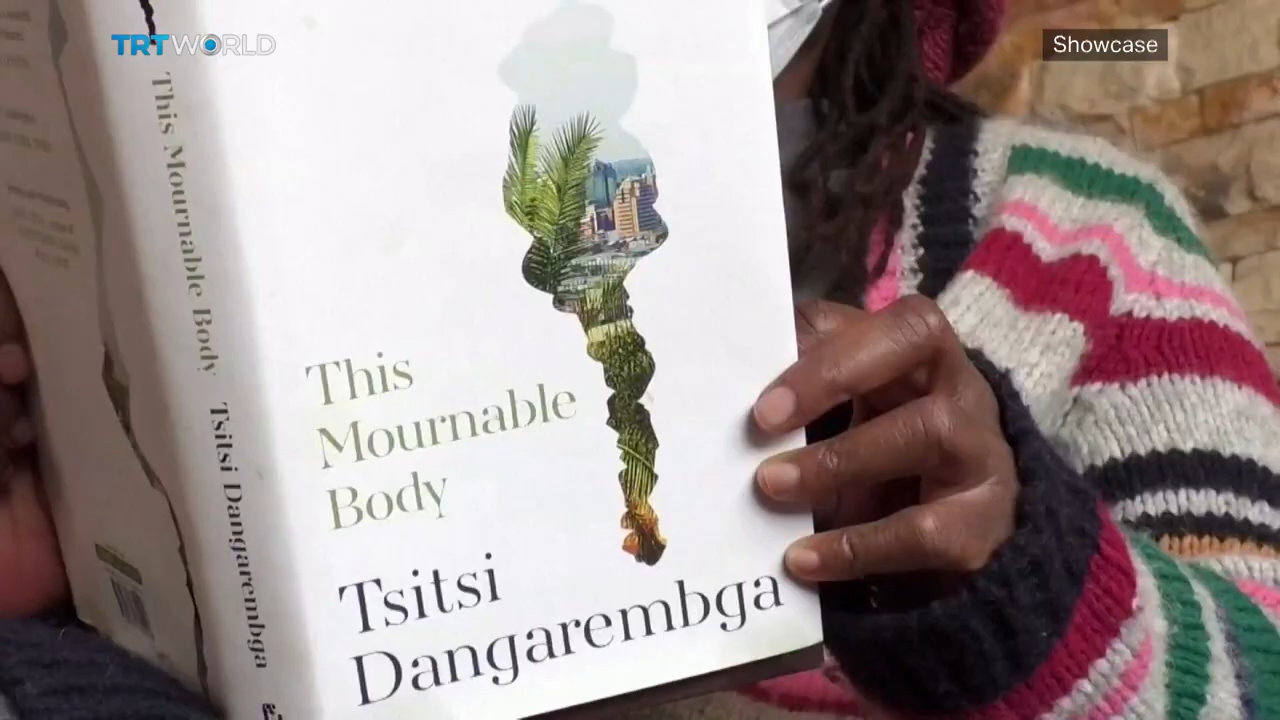 TRT WORLD
Showcase
This Mournable Body Tsitsi Dangarembga
This
Mournable
Body
Tsitsi
Dangarembga